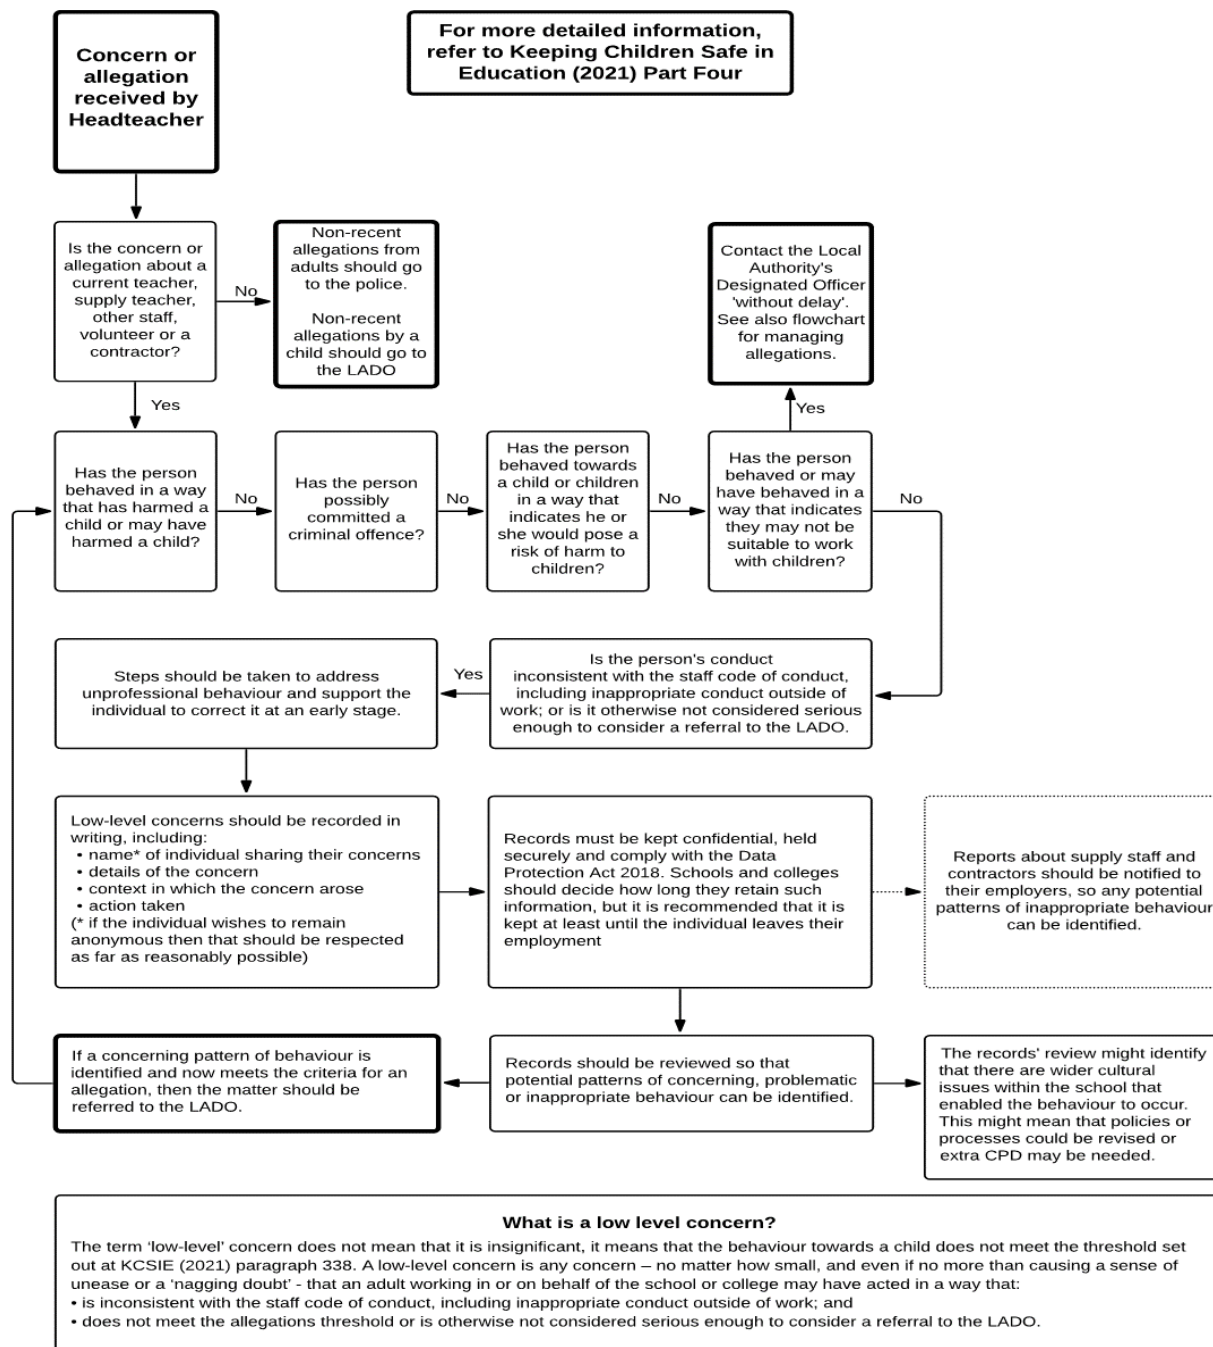 Concern or
allegation
received by
Headteacher
For more detailed information,
refer to Keeping Children Safe in
Education (2021) Part Four
Is the concern or
allegation about a
current teacher,
supply teacher,
other staff,
volunteer or a
contractor?
No
Non-recent
allegations from
adults should go
to the police.
Non-recent
allegations by a
child should go to
the LADO
Contact the Local
Authority's
Designated Officer
'without delay'.
See also flowchart
for managing
allegations.
Yes
Yes
Has the person
behaved in a way
that has harmed a
child or may have
harmed a child?
No
Has the person
possibly
committed a
criminal offence?
No
Has the person
behaved towards
a child or children
in a way that
indicates he or
she would pose a
risk of harm to
children?
No
Has the person
behaved or may
have behaved in a
way that indicates
they may not be
suitable to work
with children?
No
Is the person's conduct
inconsistent with the staff code of conduct,
including inappropriate conduct outside of
work; or is it otherwise not considered serious
enough to consider a referral to the LADO.
Yes
Steps should be taken to address
unprofessional behaviour and support the
individual to correct it at an early stage.
Low-level concerns should be recorded in
writing, including:
• name* of individual sharing their concerns
• details of the concern
• context in which the concern arose
• action taken
(* if the individual wishes to remain
anonymous then that should be respected
as far as reasonably possible)
Records must be kept confidential, held
securely and comply with the Data
Protection Act 2018. Schools and colleges
should decide how long they retain such
information, but it is recommended that it is
kept at least until the individual leaves their
employment
Reports about supply staff and
contractors should be notified to
their employers, so any potential
patterns of inappropriate behaviour
can be identified.
If a concerning pattern of behaviour is
identified and now meets the criteria for an
allegation, then the matter should be
referred to the LADO.
Records should be reviewed so that
potential patterns of concerning, problematic
or inappropriate behaviour can be identified.
The records' review might identify
that there are wider cultural
issues within the school that
enabled the behaviour to occur.
This might mean that policies or
processes could be revised or
extra CPD may be needed.
What is a low level concern?
The term ‘low-level’ concern does not mean that it is insignificant, it means that the behaviour towards a child does not meet the threshold set
out at KCSIE (2021) paragraph 338. A low-level concern is any concern – no matter how small, and even if no more than causing a sense of
unease or a ‘nagging doubt’ - that an adult working in or on behalf of the school or college may have acted in a way that:
• is inconsistent with the staff code of conduct, including inappropriate conduct outside of work; and
• does not meet the allegations threshold or is otherwise not considered serious enough to consider a referral to the LADO.